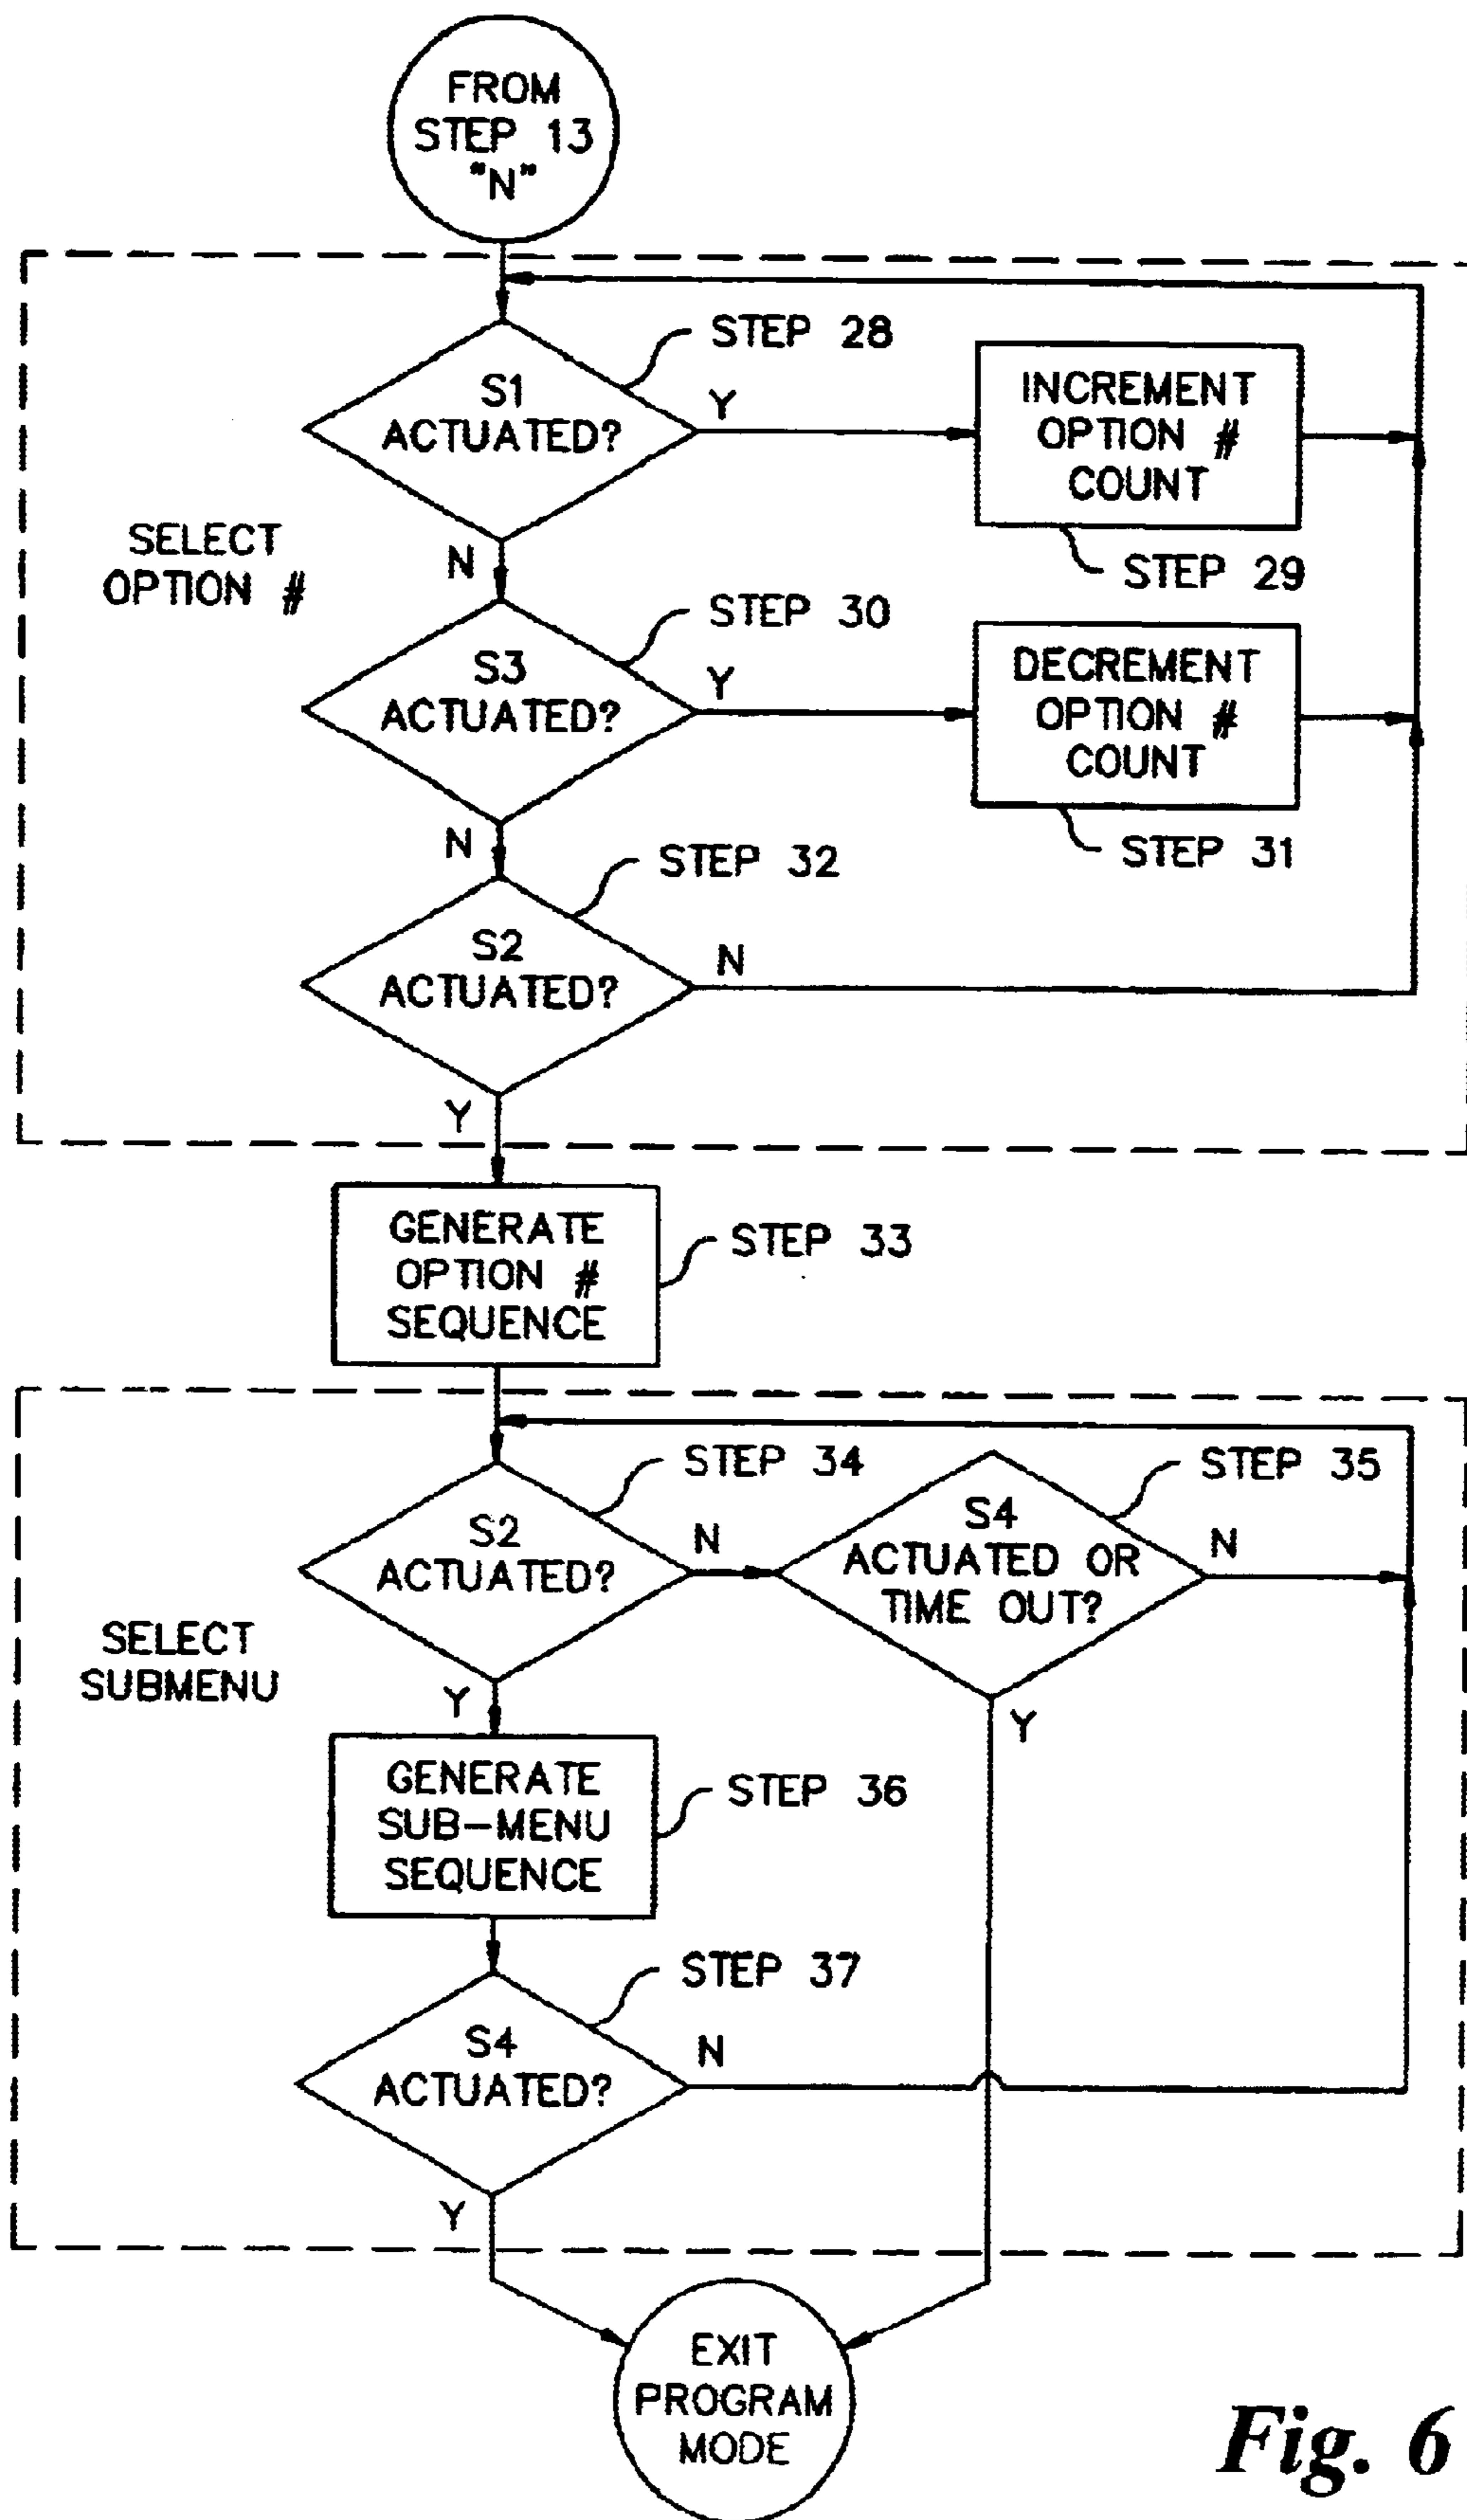 FROM
STEP 13
"N"
STEP 28
S1
ACTUATED?
Y
INCREMENT
OPTION #
COUNT
STEP 29
SELECT
OPTION #
N
STEP 30
S3
ACTUATED?
Y
DECREMENT
OPTION #
COUNT
STEP 31
N
STEP 32
S2
ACTUATED?
N
Y
GENERATE
OPTION #
SEQUENCE
STEP 33
STEP 34
S2
ACTUATED?
N
STEP 35
S4
ACTUATED OR
TIME OUT?
N
SELECT
SUBMENU
Y
Y
GENERATE
SUB-MENU
SEQUENCE
STEP 36
STEP 37
S4
ACTUATED?
N
Y
EXIT
PROGRAM
MODE
Fig. 6